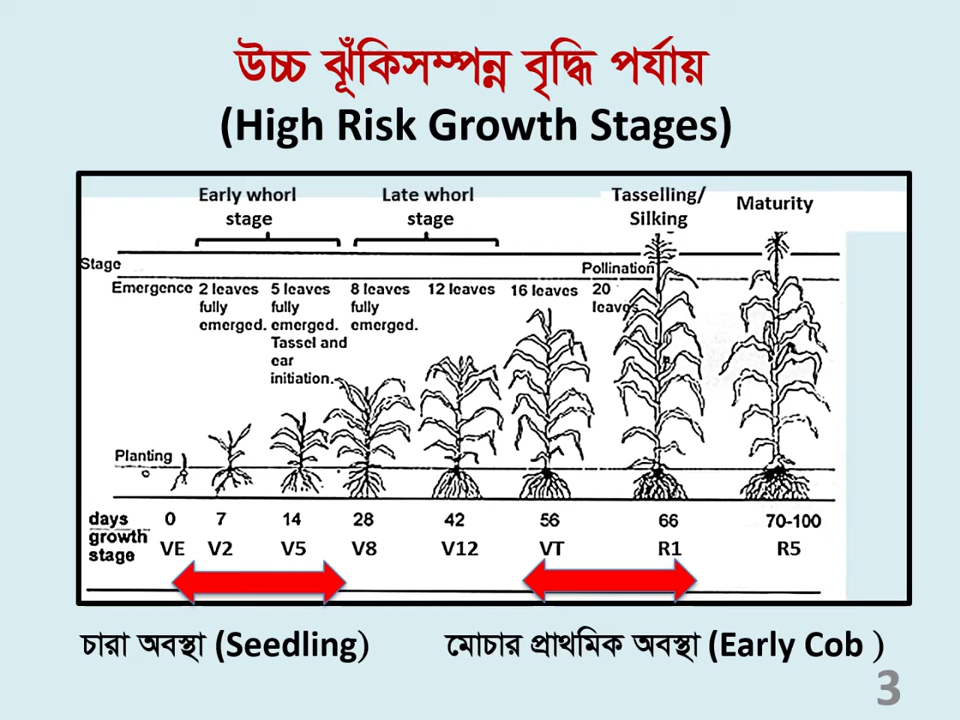 উচ্চ ঝুঁকিসম্পন্ন বৃদ্ধি পর্যায়
(High Risk Growth Stages)
Early whorl stage
Late whorl stage
Tasselling/ Silking
Maturity
Stage
Pollination
Emergence
2 leaves fully emerged.
5 leaves fully emerged. Tassel and ear initiation.
8 leaves fully emerged.
12 leaves
16 leaves
20 leaves
Planting
days 0 7 14 28 42 56 66 70-100
growth stage VE V2 V5 V8 V12 VT R1 R5
চারা অবস্থা (Seedling)
মোচার প্রাথমিক অবস্থা (Early Cob )
3